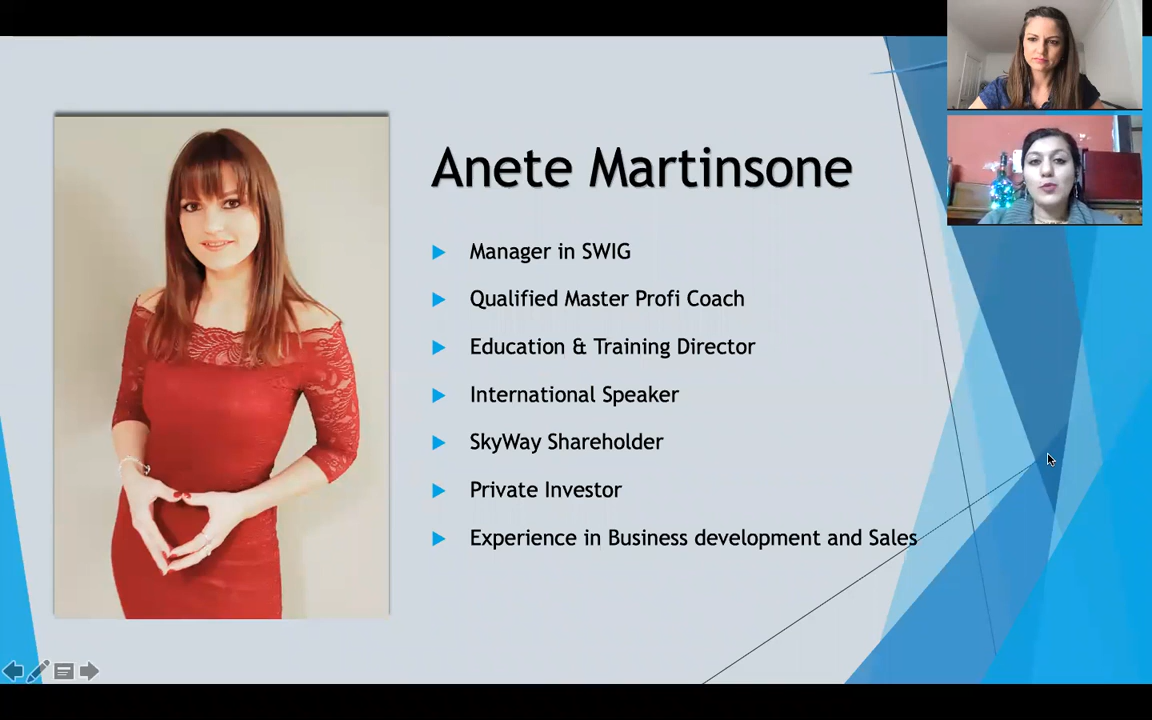 Anete Martinsone
Manager in SWIG
Qualified Master Profi Coach
Education & Training Director
International Speaker
SkyWay Shareholder
Private Investor
Experience in Business development and Sales